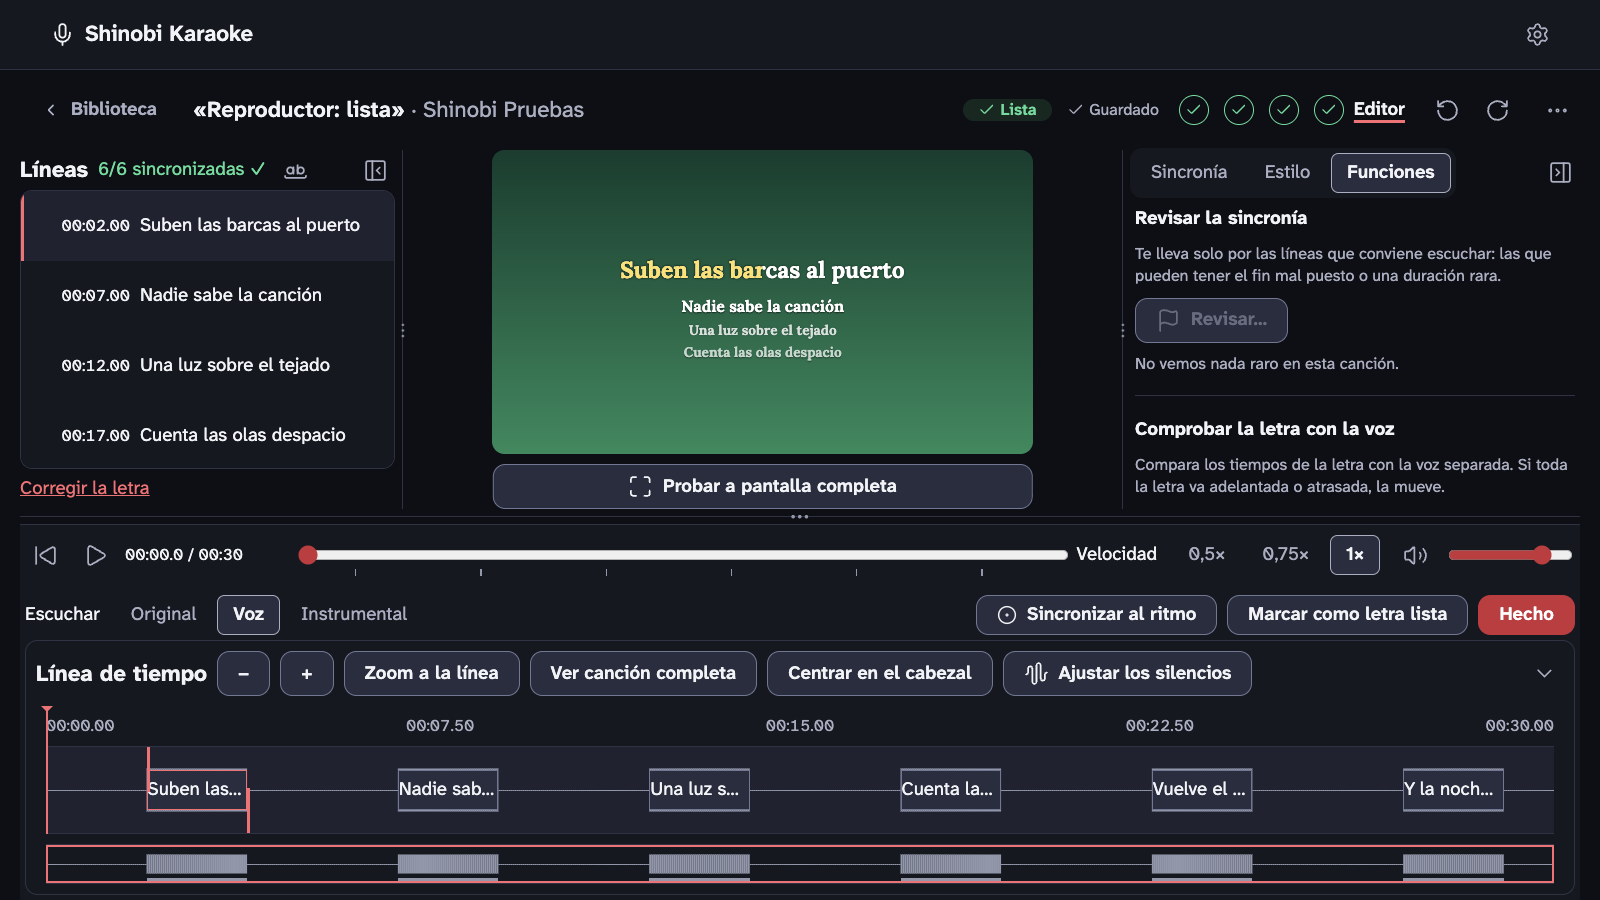 Shinobi Karaoke
Biblioteca
«Reproductor: lista» · Shinobi Pruebas
Lista
Guardado
Editor
Líneas 6/6 sincronizadas
ab
00:02.00 Suben las barcas al puerto
00:07.00 Nadie sabe la canción
00:12.00 Una luz sobre el tejado
00:17.00 Cuenta las olas despacio
Corregir la letra
Suben las barcas al puerto
Nadie sabe la canción
Una luz sobre el tejado
Cuenta las olas despacio
Probar a pantalla completa
Sincronía Estilo Funciones
Revisar la sincronía
Te lleva solo por las líneas que conviene escuchar: las que
pueden tener el fin mal puesto o una duración rara.
Revisar...
No vemos nada raro en esta canción.
Comprobar la letra con la voz
Compara los tiempos de la letra con la voz separada. Si toda
la letra va adelantada o atrasada, la mueve.
00:00.0 / 00:30
Velocidad 0,5× 0,75× 1×
Escuchar Original Voz Instrumental
Sincronizar al ritmo
Marcar como letra lista
Hecho
Línea de tiempo
− +
Zoom a la línea
Ver canción completa
Centrar en el cabezal
Ajustar los silencios
00:00.00 00:07.50 00:15.00 00:22.50 00:30.00
Suben las... Nadie sab... Una luz s... Cuenta la... Vuelve el ... Y la noch...